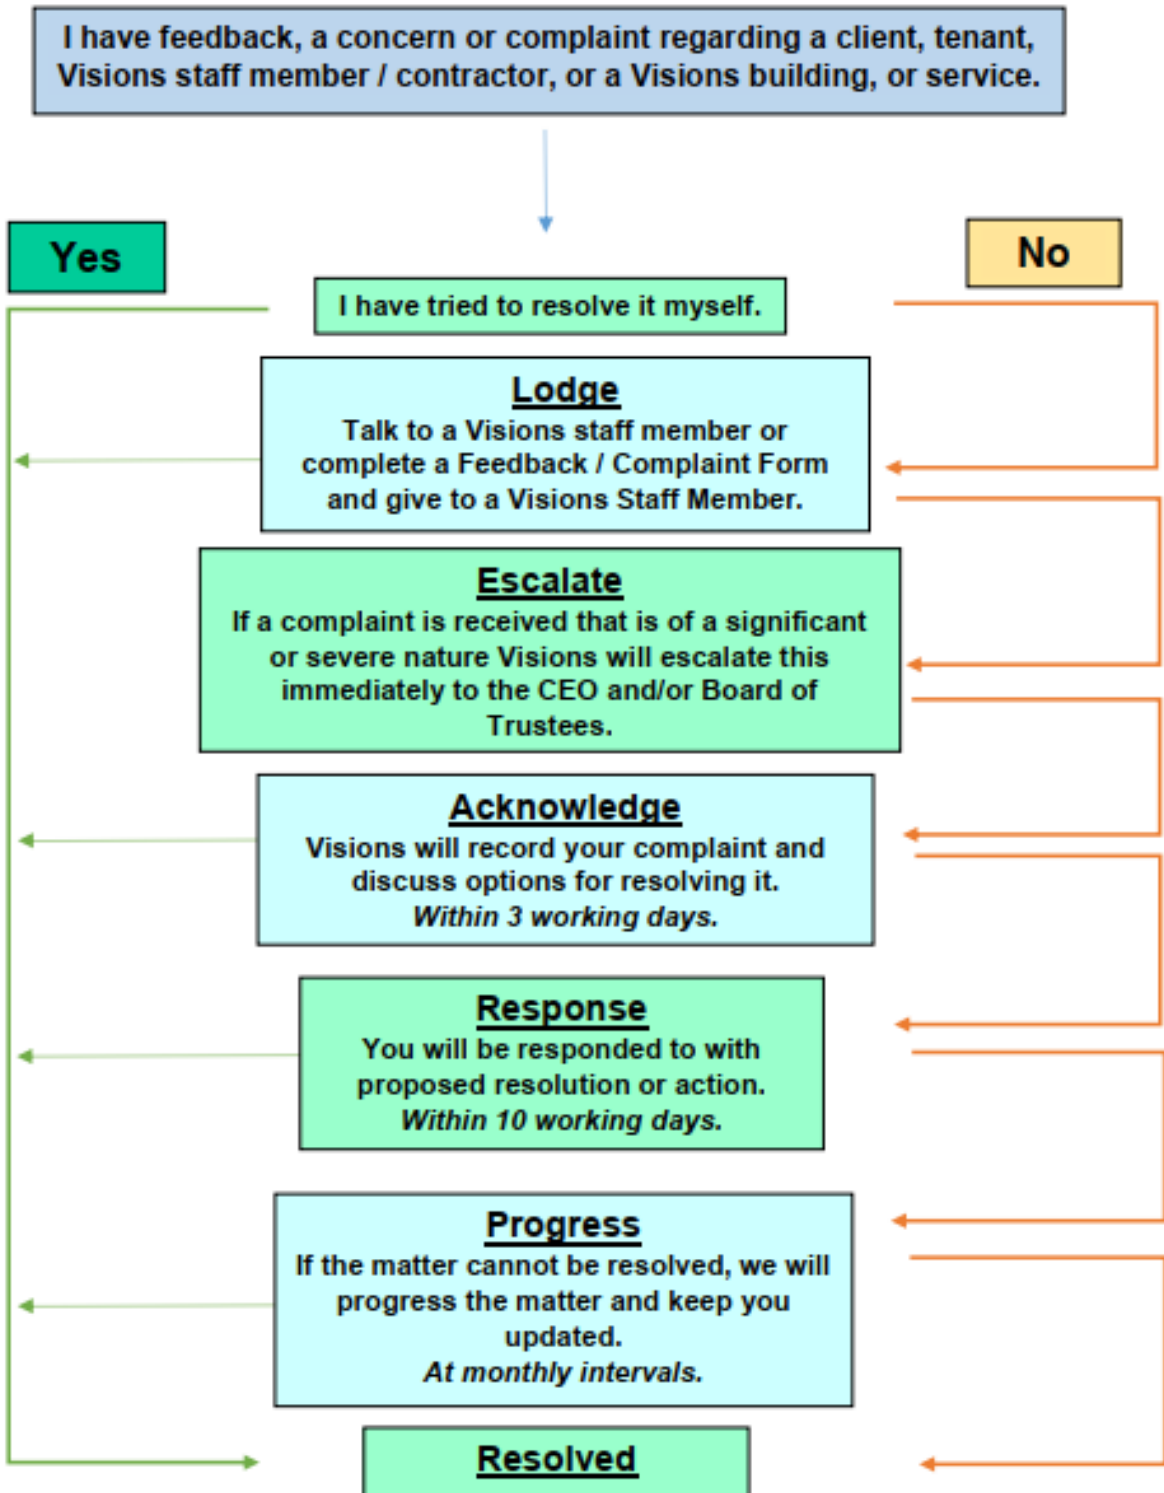 I have feedback, a concern or complaint regarding a client, tenant,
Visions staff member / contractor, or a Visions building, or service.
Yes
No
I have tried to resolve it myself.
Lodge
Talk to a Visions staff member or
complete a Feedback / Complaint Form
and give to a Visions Staff Member.
Escalate
If a complaint is received that is of a significant
or severe nature Visions will escalate this
immediately to the CEO and/or Board of
Trustees.
Acknowledge
Visions will record your complaint and
discuss options for resolving it.
Within 3 working days.
Response
You will be responded to with
proposed resolution or action.
Within 10 working days.
Progress
If the matter cannot be resolved, we will
progress the matter and keep you
updated.
At monthly intervals.
Resolved